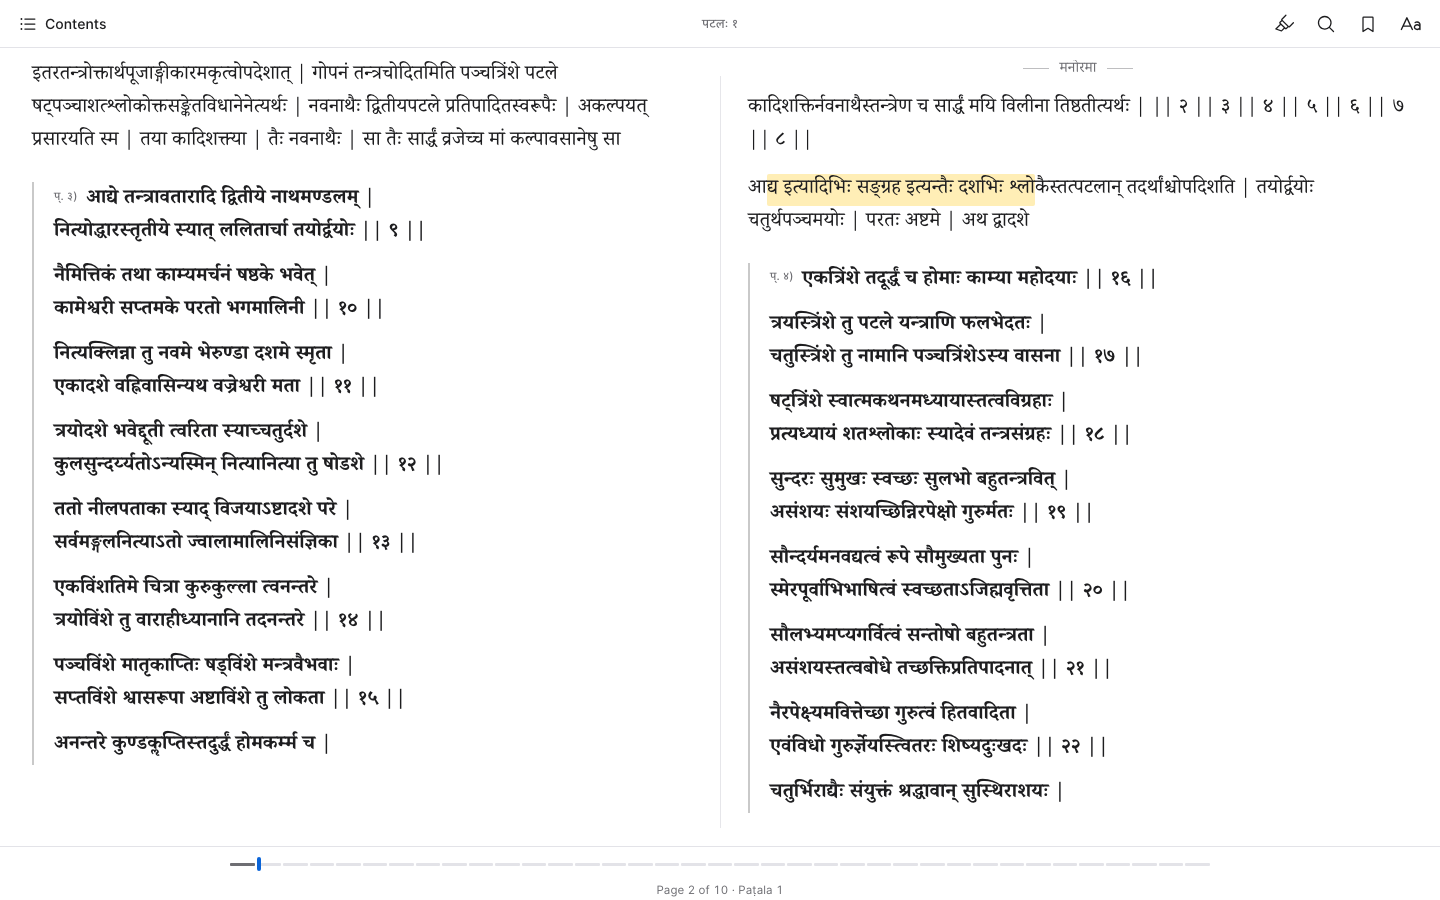 Contents
पटलः १
Aa
इतरतन्त्रोक्तार्थपूजाङ्गीकारमकृत्वोपदेशात् | गोपनं तन्त्रचोदितमिति पञ्चत्रिंशे पटले
षट्पञ्चाशत्श्लोकोक्तसङ्केतविधानेनेत्यर्थः | नवनाथैः द्वितीयपटले प्रतिपादितस्वरूपैः | अकल्पयत्
प्रसारयति स्म | तया कादिशक्त्या | तैः नवनाथैः | सा तैः सार्द्धं व्रजेच्च मां कल्पावसानेषु सा
प्. ३) आद्ये तन्त्रावतारादि द्वितीये नाथमण्डलम् |
नित्योद्धारस्तृतीये स्यात् ललितार्चा तयोर्द्वयोः || ९ ||
नैमित्तिकं तथा काम्यमर्चनं षष्ठके भवेत् |
कामेश्वरी सप्तमके परतो भगमालिनी || १० ||
नित्यक्लिन्ना तु नवमे भेरुण्डा दशमे स्मृता |
एकादशे वह्निवासिन्यथ वज्रेश्वरी मता || ११ ||
त्रयोदशे भवेद्दूती त्वरिता स्याच्चतुर्दशे |
कुलसुन्दर्य्यतोऽन्यस्मिन् नित्यानित्या तु षोडशे || १२ ||
ततो नीलपताका स्याद् विजयाऽष्टादशे परे |
सर्वमङ्गलनित्याऽतो ज्वालामालिनिसंज्ञिका || १३ ||
एकविंशतिमे चित्रा कुरुकुल्ला त्वनन्तरे |
त्रयोविंशे तु वाराहीध्यानानि तदनन्तरे || १४ ||
पञ्चविंशे मातृकाप्तिः षड्विंशे मन्त्रवैभवाः |
सप्तविंशे श्वासरूपा अष्टाविंशे तु लोकता || १५ ||
अनन्तरे कुण्डकॢप्तिस्तदुर्द्धं होमकर्म्म च |
मनोरमा
कादिशक्तिर्नवनाथैस्तन्त्रेण च सार्द्धं मयि विलीना तिष्ठतीत्यर्थः | || २ || ३ || ४ || ५ || ६ || ७
|| ८ ||
आद्य इत्यादिभिः सङ्ग्रह इत्यन्तैः दशभिः श्लोकैस्तत्पटलान् तदर्थांश्चोपदिशति | तयोर्द्वयोः
चतुर्थपञ्चमयोः | परतः अष्टमे | अथ द्वादशे
प्. ४) एकत्रिंशे तदूर्द्धं च होमाः काम्या महोदयाः || १६ ||
त्रयस्त्रिंशे तु पटले यन्त्राणि फलभेदतः |
चतुस्त्रिंशे तु नामानि पञ्चत्रिंशेऽस्य वासना || १७ ||
षट्त्रिंशे स्वात्मकथनमध्यायास्तत्वविग्रहाः |
प्रत्यध्यायं शतश्लोकाः स्यादेवं तन्त्रसंग्रहः || १८ ||
सुन्दरः सुमुखः स्वच्छः सुलभो बहुतन्त्रवित् |
असंशयः संशयच्छिन्निरपेक्षो गुरुर्मतः || १९ ||
सौन्दर्यमनवद्यत्वं रूपे सौमुख्यता पुनः |
स्मेरपूर्वाभिभाषित्वं स्वच्छताऽजिह्मवृत्तिता || २० ||
सौलभ्यमप्यगर्वित्वं सन्तोषो बहुतन्त्रता |
असंशयस्तत्वबोधे तच्छक्तिप्रतिपादनात् || २१ ||
नैरपेक्ष्यमवित्तेच्छा गुरुत्वं हितवादिता |
एवंविधो गुरुर्ज्ञेयस्त्वितरः शिष्यदुःखदः || २२ ||
चतुर्भिराद्यैः संयुक्तं श्रद्धावान् सुस्थिराशयः |
Page 2 of 10 · Paṭala 1